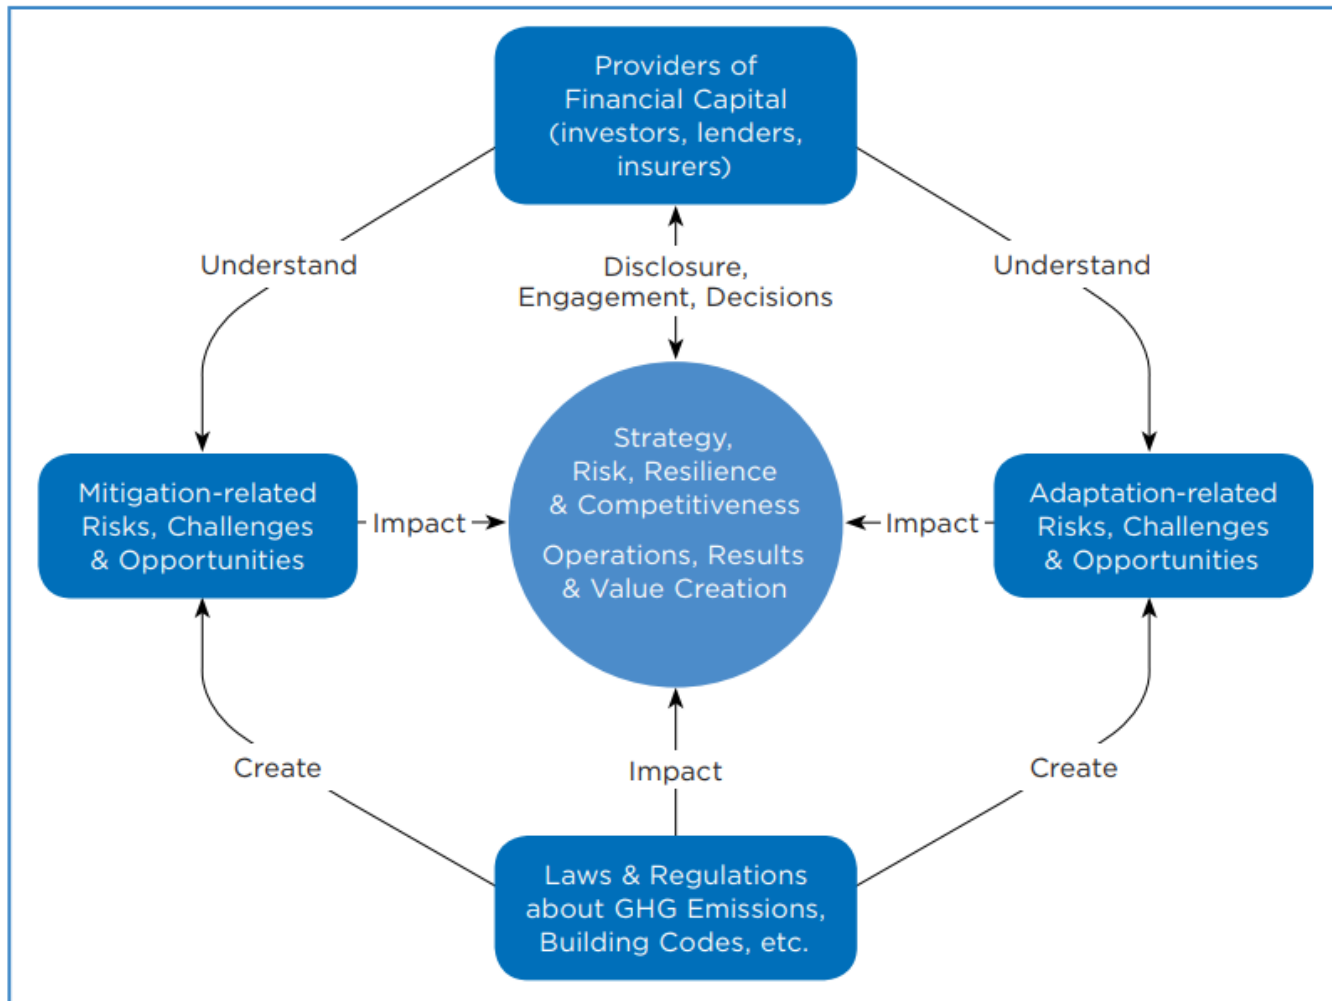 Providers of
Financial Capital
(investors, lenders,
insurers)
Understand
Disclosure,
Engagement, Decisions
Understand
Mitigation-related
Risks, Challenges
& Opportunities
Impact
Strategy,
Risk, Resilience
& Competitiveness
Operations, Results
& Value Creation
Impact
Adaptation-related
Risks, Challenges
& Opportunities
Create
Impact
Create
Laws & Regulations
about GHG Emissions,
Building Codes, etc.